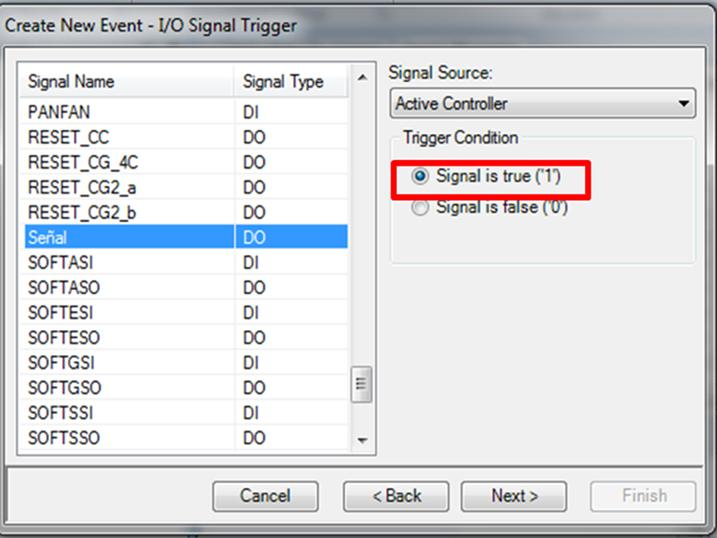 Create New Event - I/O Signal Trigger
Signal Name Signal Type
PANFAN DI
RESET_CC DO
RESET_CG_4C DO
RESET_CG2_a DO
RESET_CG2_b DO
Señal DO
SOFTASI DI
SOFTASO DO
SOFTESI DI
SOFTESO DO
SOFTGSI DI
SOFTGSO DO
SOFTSSI DI
SOFTSSO DO
Signal Source:
Active Controller
Trigger Condition
Signal is true ('1')
Signal is false ('0')
Cancel < Back Next > Finish